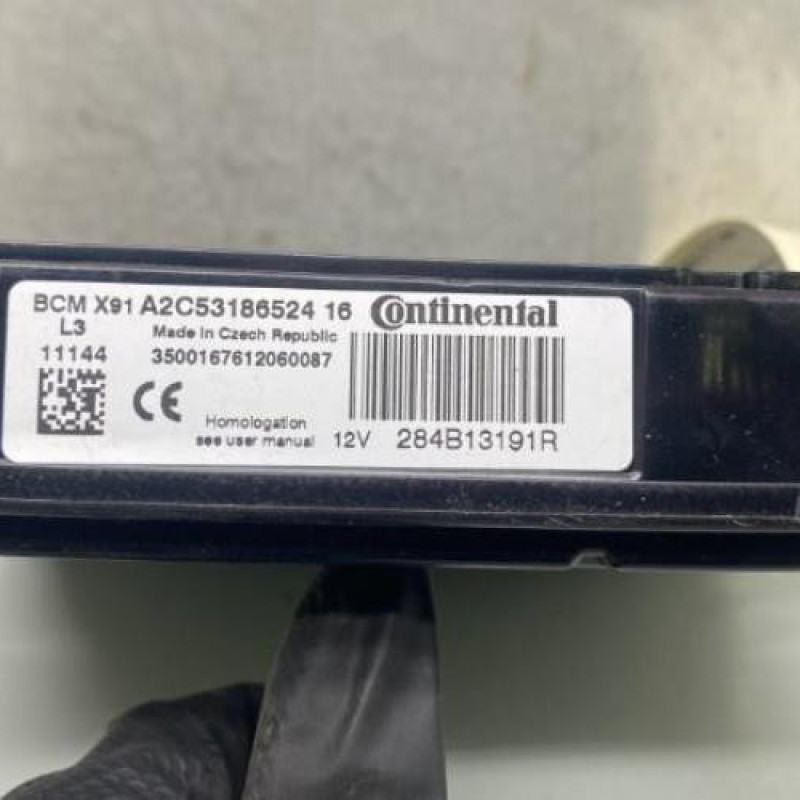 BCM X91 A2C53186524 16 Continental
L3 Made in Czech Republic
11144 3500167612060087
CE Homologation
see user manual 12V 284B13191R